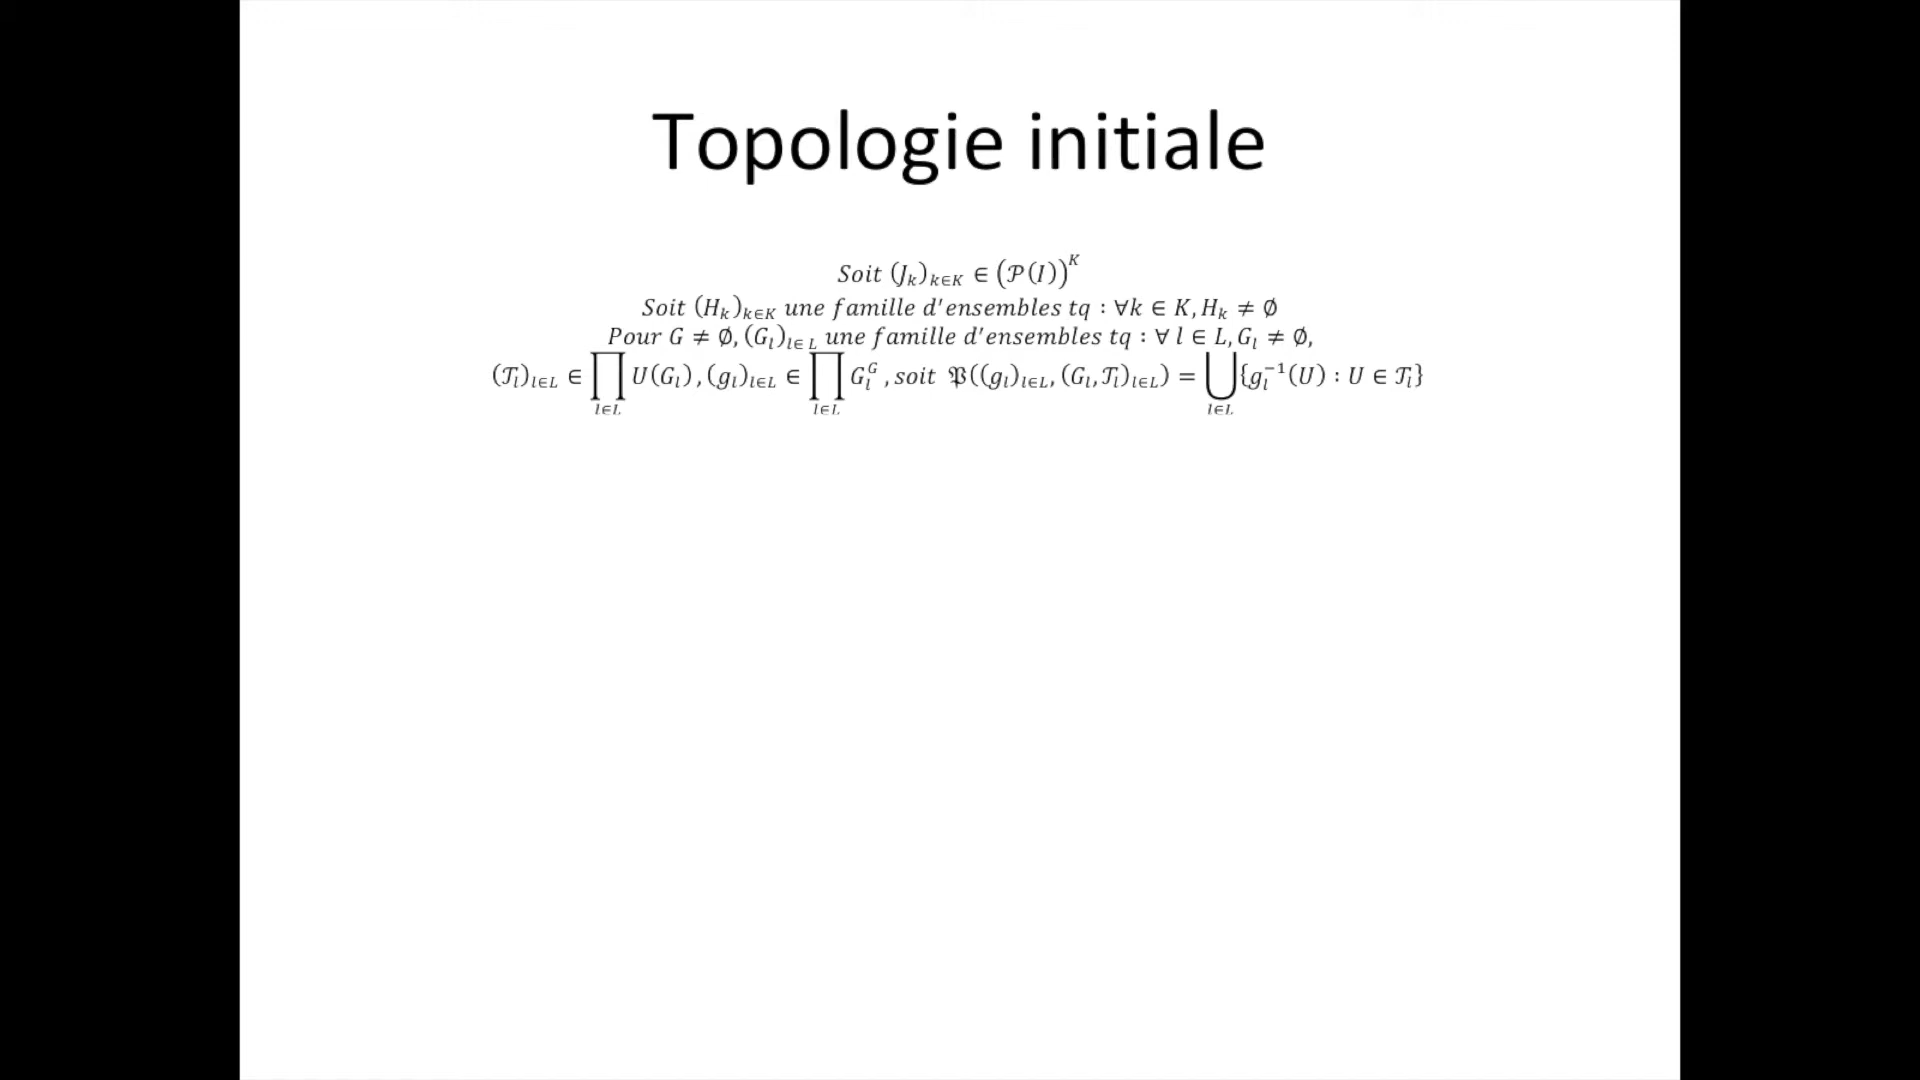 Topologie initiale
Soit (J_k)_{k∈K} ∈ (𝒫(I))^K
Soit (H_k)_{k∈K} une famille d'ensembles tq : ∀k ∈ K, H_k ≠ ∅
Pour G ≠ ∅, (G_l)_{l∈L} une famille d'ensembles tq : ∀ l ∈ L, G_l ≠ ∅,
(𝒯_l)_{l∈L} ∈ ∏_{l∈L} U(G_l) , (g_l)_{l∈L} ∈ ∏_{l∈L} G_l^G , soit 𝔓((g_l)_{l∈L}, (G_l, 𝒯_l)_{l∈L}) = ⋃_{l∈L} {g_l^{−1}(U) : U ∈ 𝒯_l}